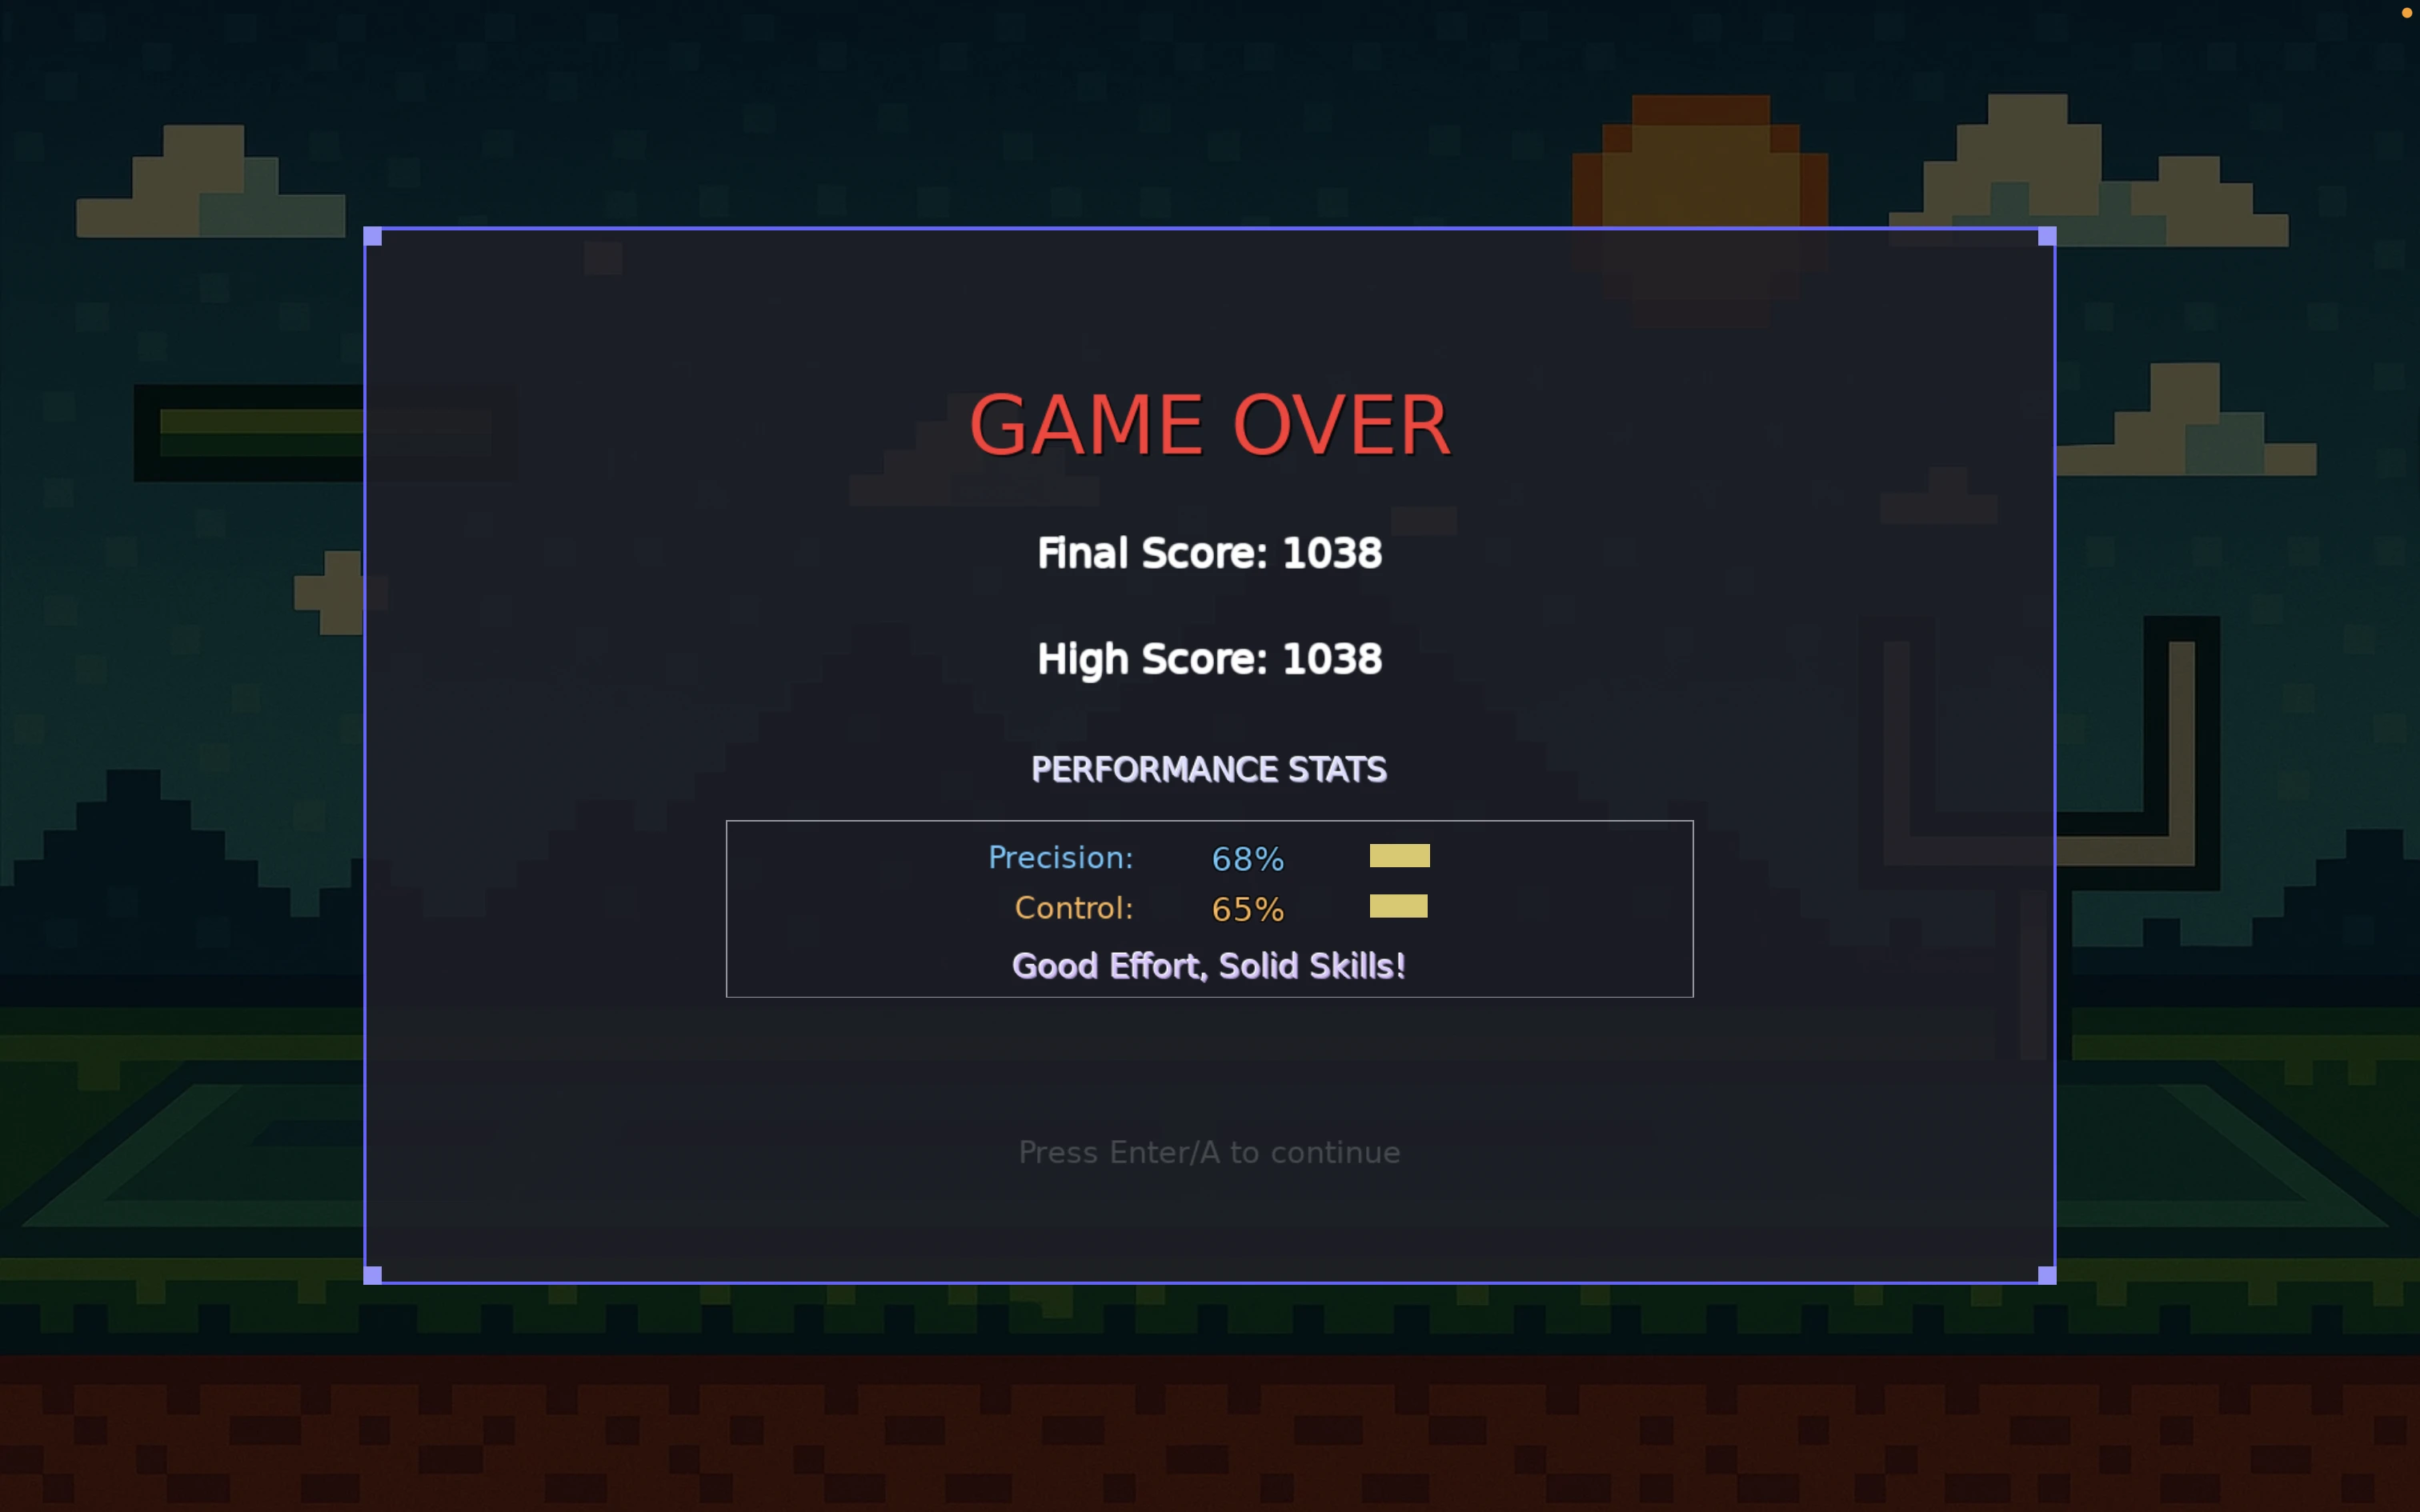 GAME OVER
Final Score: 1038
High Score: 1038
PERFORMANCE STATS
Precision: 68%
Control: 65%
Good Effort, Solid Skills!
Press Enter/A to continue